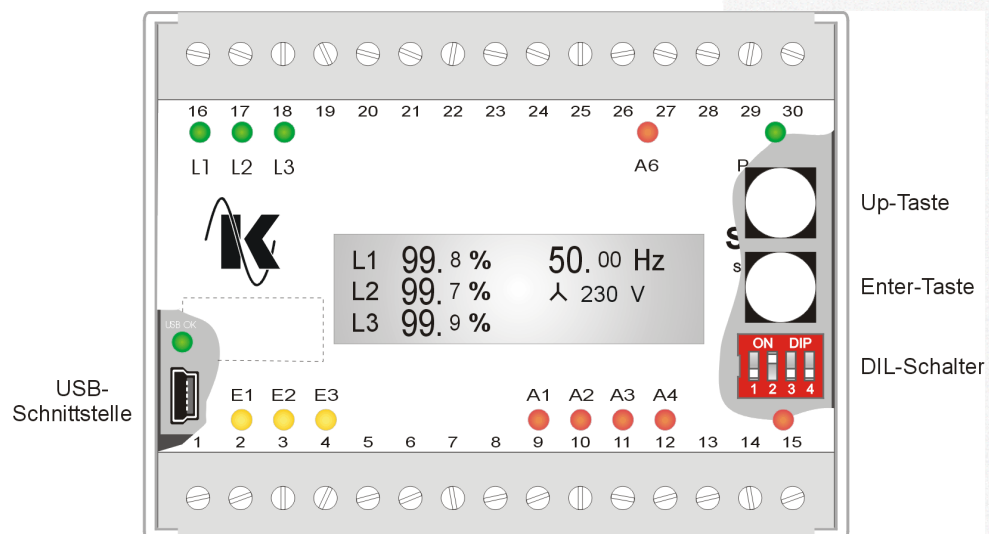 16 17 18 19 20 21 22 23 24 25 26 27 28 29 30
L1 L2 L3 A6 P
Up-Taste
K
S
s
L1 99. 8 % 50. 00 Hz
L2 99. 7 % 230 V
L3 99. 9 %
Enter-Taste
USB OK
ON DIP
1 2 3 4
DIL-Schalter
USB-
Schnittstelle
E1 E2 E3 A1 A2 A3 A4
1 2 3 4 5 6 7 8 9 10 11 12 13 14 15